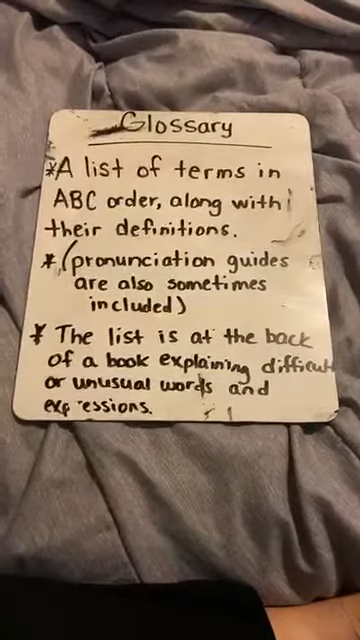 Glossary
*A list of terms in
ABC order, along with
their definitions.
*(pronunciation guides
are also sometimes
included)
* The list is at the back
of a book explaining difficult
or unusual words and
expressions.